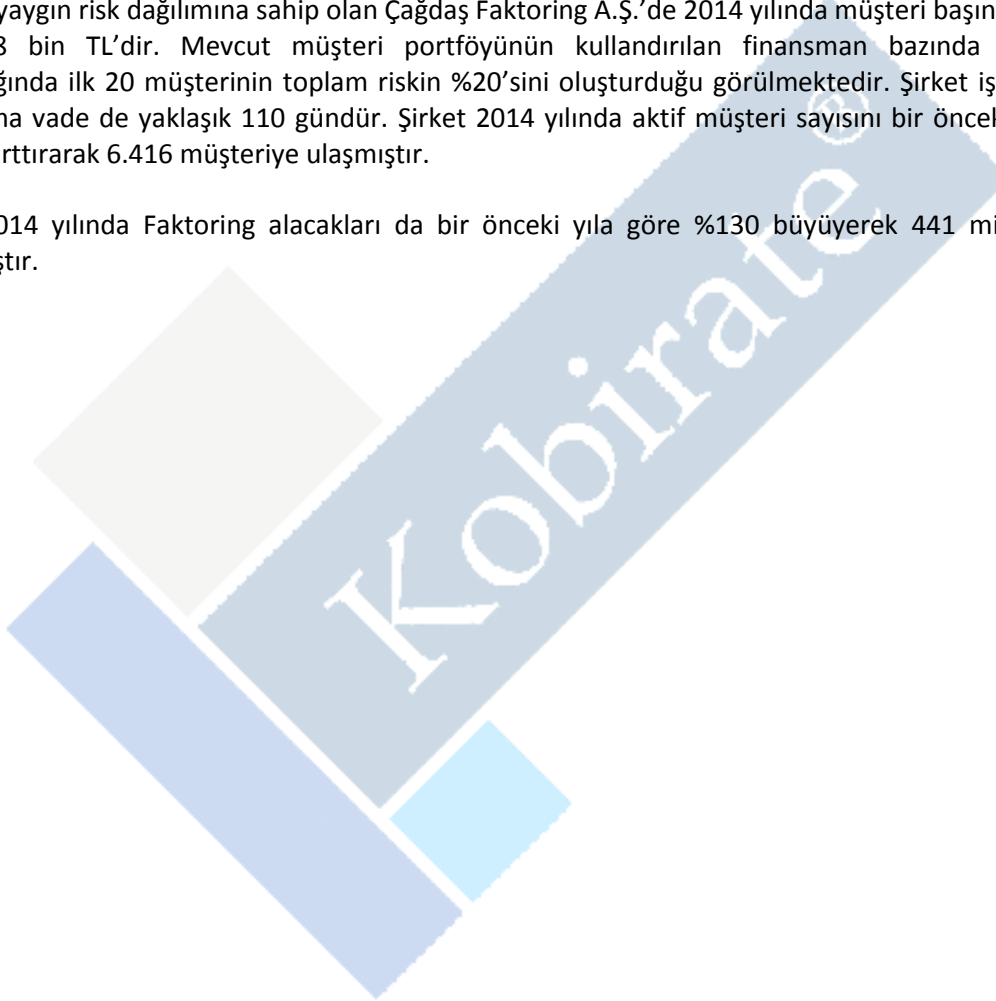 yaygın risk dağılımına sahip olan Çağdaş Faktoring A.Ş.’de 2014 yılında müşteri başın
bin TL’dir. Mevcut müşteri portföyünün kullandırılan finansman bazında
ilk 20 müşterinin toplam riskin %20’sini oluşturduğu görülmektedir. Şirket iş
vade de yaklaşık 110 gündür. Şirket 2014 yılında aktif müşteri sayısını bir öncek
rttırarak 6.416 müşteriye ulaşmıştır.
014 yılında Faktoring alacakları da bir önceki yıla göre %130 büyüyerek 441 mi
ştır.
Kobirate®